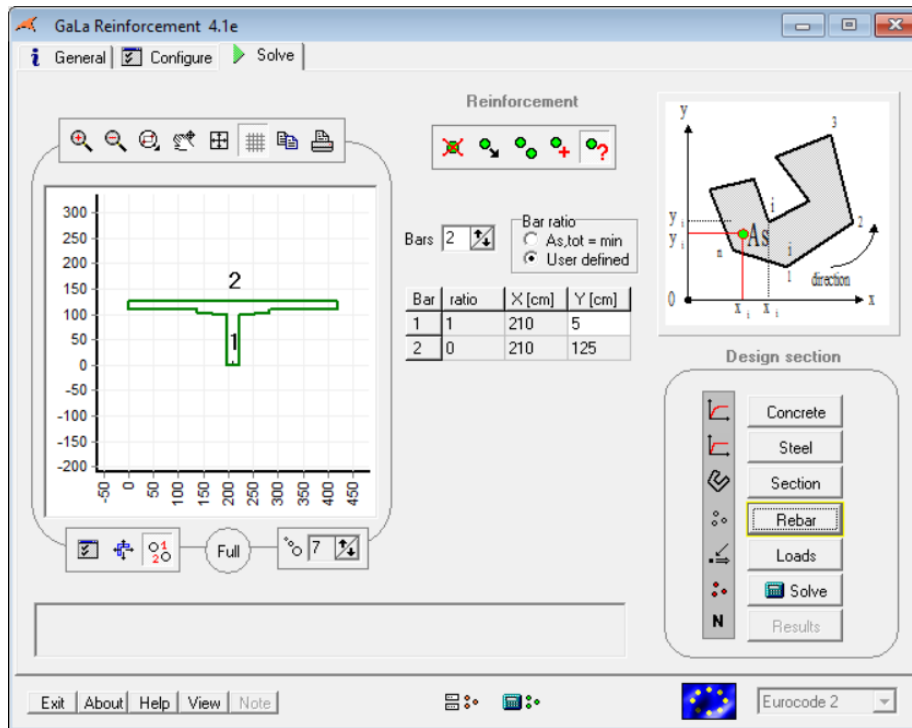 GaLa Reinforcement 4.1e
General Configure Solve
Reinforcement
Bars 2
Bar ratio
As,tot = min
User defined
Bar ratio X [cm] Y [cm]
1 1 210 5
2 0 210 125
300
250
200
150
100
50
0
-50
-100
-150
-200
-50 0 50 100 150 200 250 300 350 400 450
2
1
Full
7
1
2
y
3
y i
y i
As
i
n
i
1
2
direction
0
x i x i
x
Design section
Concrete
Steel
Section
Rebar
Loads
Solve
N
Results
Exit About Help View Note
Eurocode 2